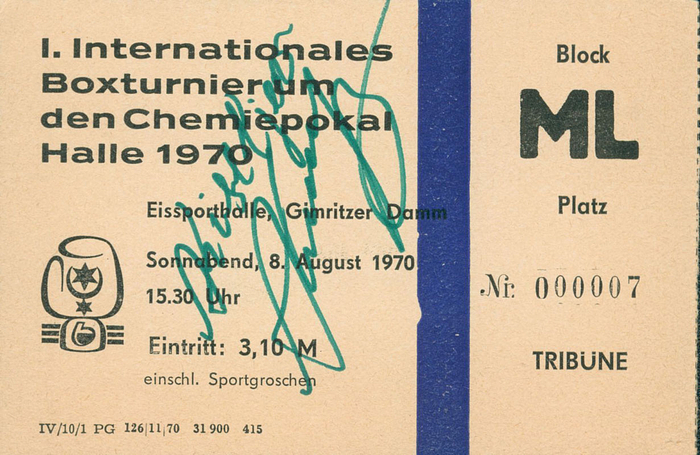 I. Internationales
Boxturnier um
den Chemiepokal
Halle 1970
Eissporthalle, Gimritzer Damm
Sonnabend, 8. August 1970
15.30 Uhr
Eintritt: 3,10 M
einschl. Sportgroschen
IV/10/1 PG 126|11|70 31 900 415
Block
ML
Platz
Nr. 000007
TRIBÜNE